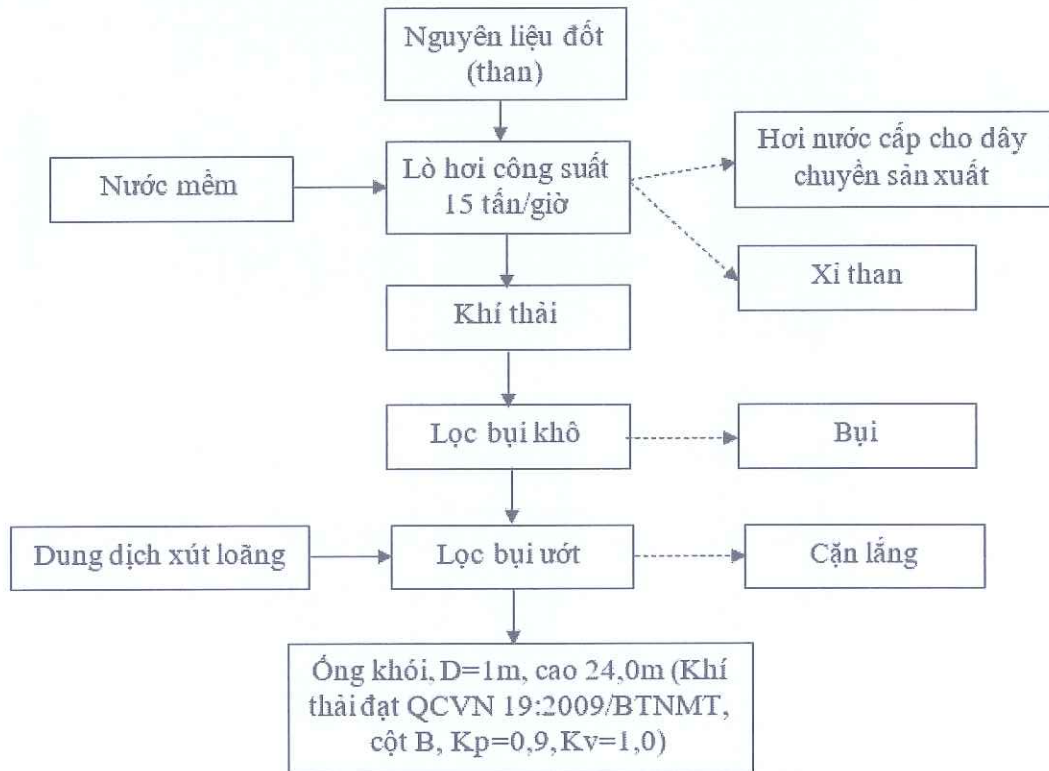 Nguyên liệu đốt
(than)
Nước mềm
Lò hơi công suất
15 tấn/giờ
Hơi nước cấp cho dây
chuyền sản xuất
Xỉ than
Khí thải
Lọc bụi khô
Bụi
Dung dịch xút loãng
Lọc bụi ướt
Cặn lắng
Ống khói, D=1m, cao 24,0m (Khí
thải đạt QCVN 19:2009/BTNMT,
cột B, Kp=0,9, Kv=1,0)